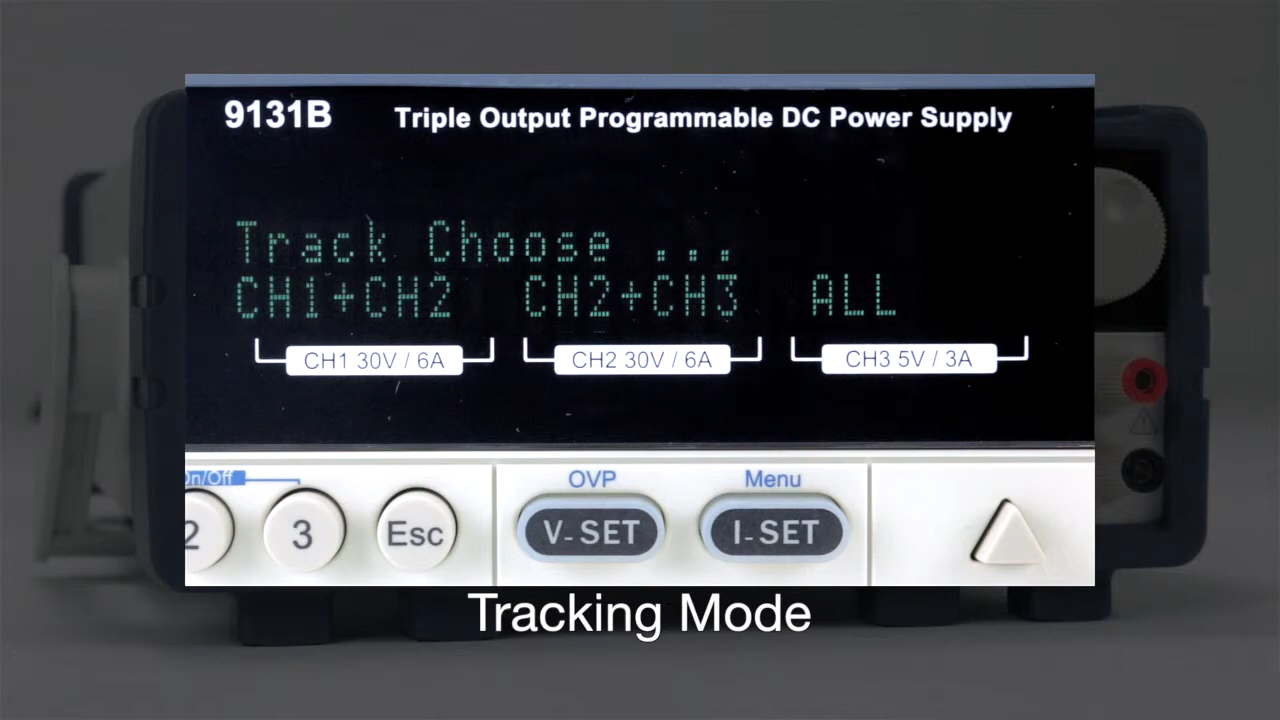 9131B Triple Output Programmable DC Power Supply
Track Choose ...
CH1+CH2 CH2+CH3 ALL
CH1 30V / 6A CH2 30V / 6A CH3 5V / 3A
On/Off OVP Menu
2 3 Esc V-SET I-SET
Tracking Mode